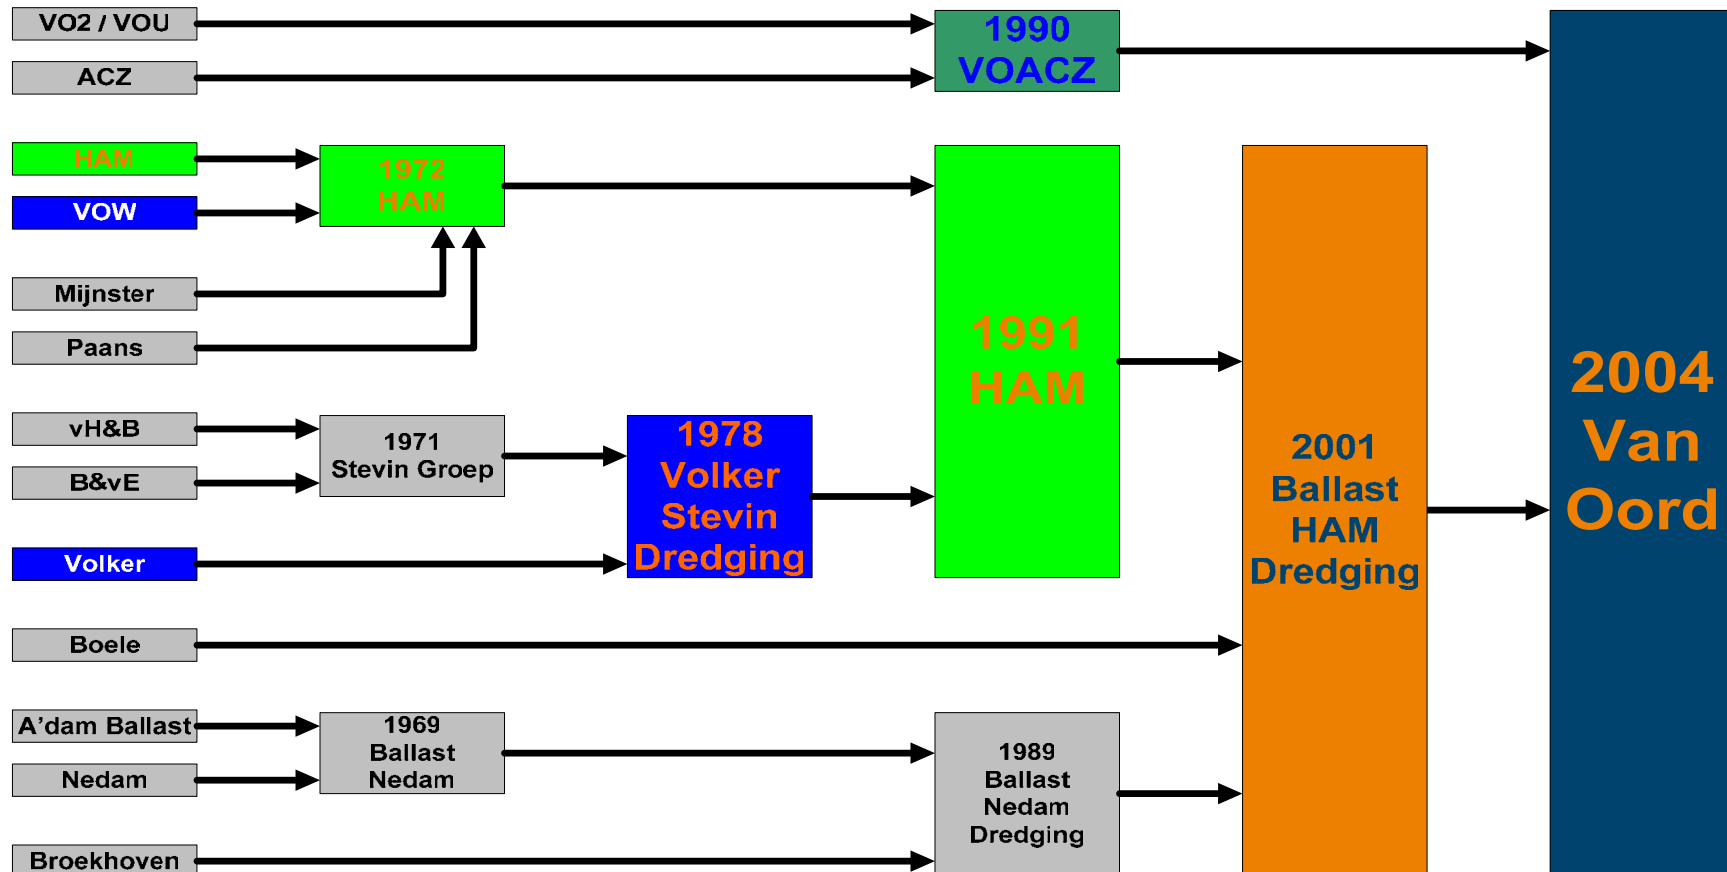 VO2 / VOU
ACZ
1990
VOACZ
HAM
VOW
1972
HAM
Mijnster
Paans
vH&B
B&vE
1971
Stevin Groep
Volker
1978
Volker
Stevin
Dredging
1991
HAM
Boele
A'dam Ballast
Nedam
1969
Ballast
Nedam
Broekhoven
1989
Ballast
Nedam
Dredging
2001
Ballast
HAM
Dredging
2004
Van
Oord